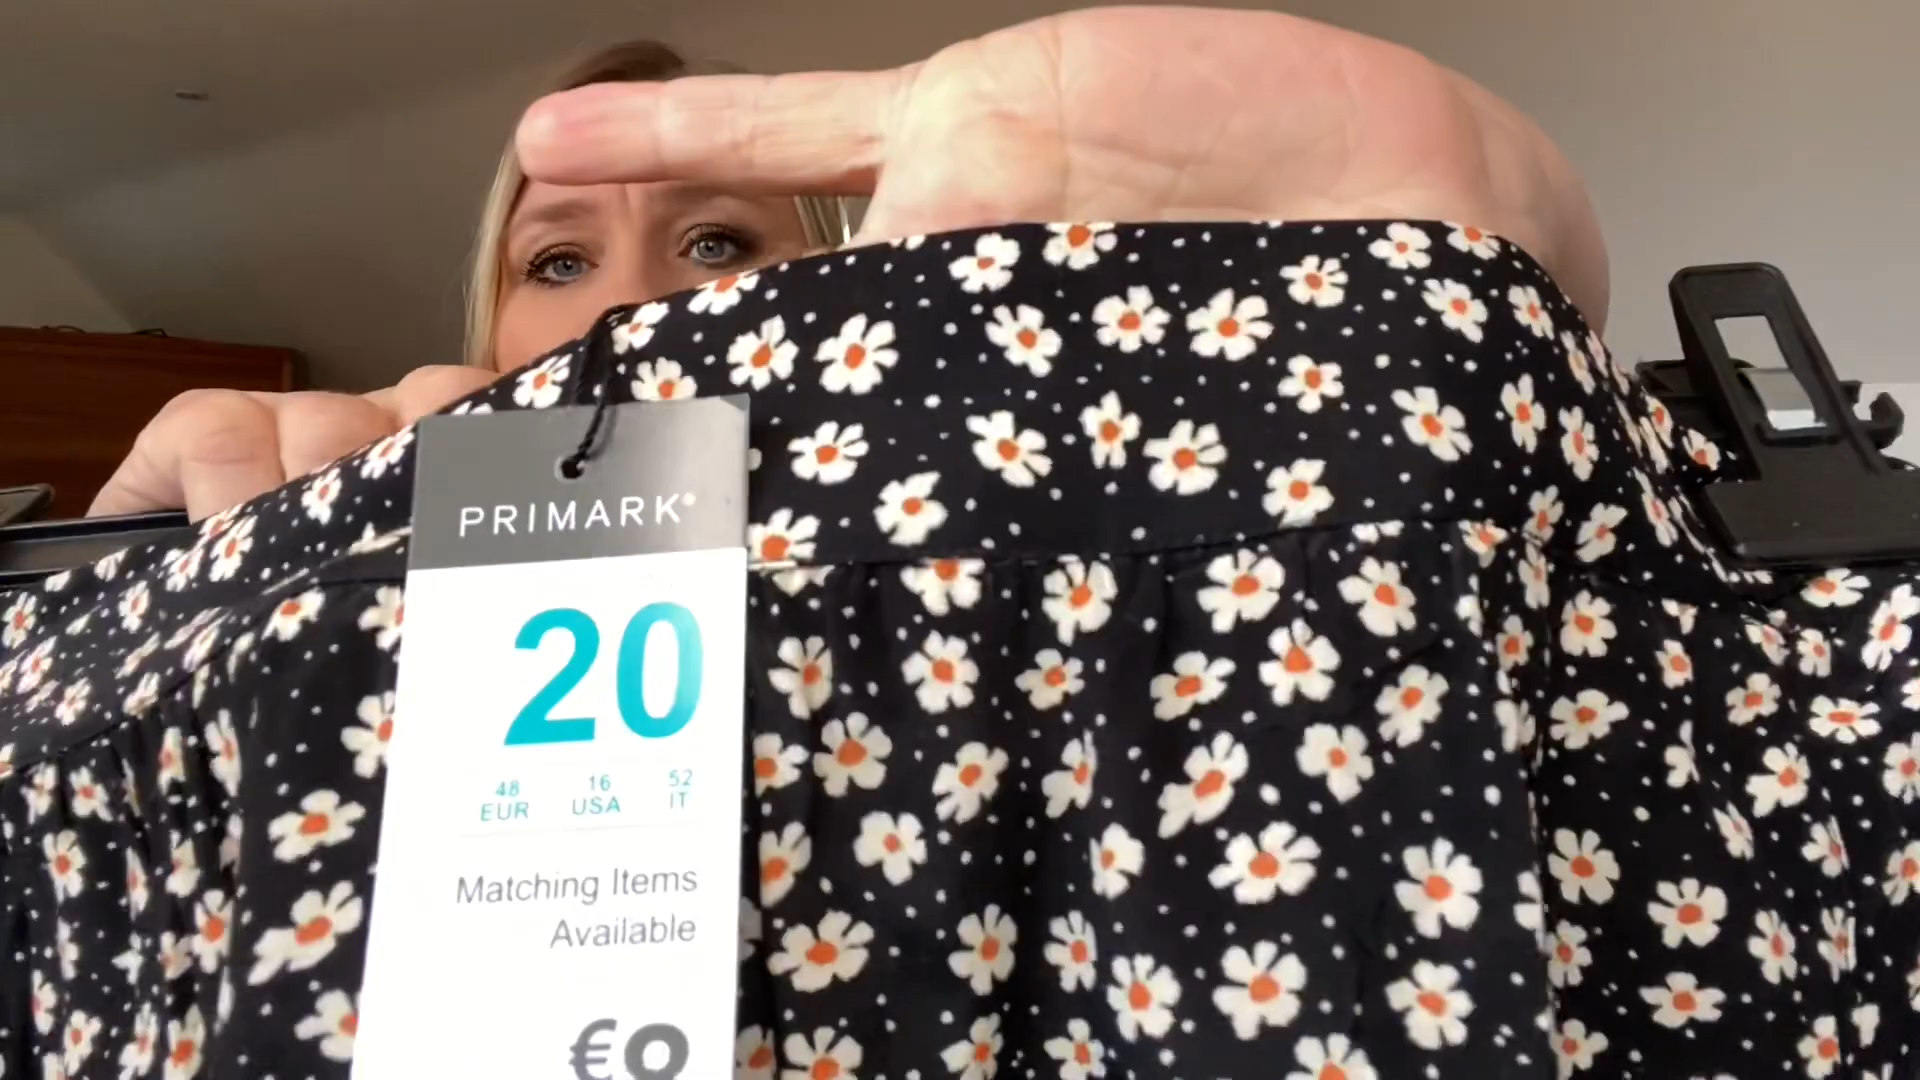 PRIMARK
20
48 16 52
EUR USA IT
Matching Items
Available